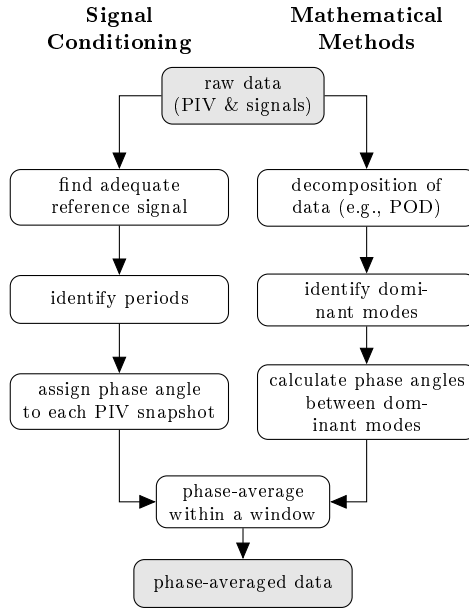 Signal
Conditioning
Mathematical
Methods
raw data
(PIV & signals)
find adequate
reference signal
decomposition of
data (e.g., POD)
identify periods
identify domi-
nant modes
assign phase angle
to each PIV snapshot
calculate phase angles
between dom-
inant modes
phase-average
within a window
phase-averaged data